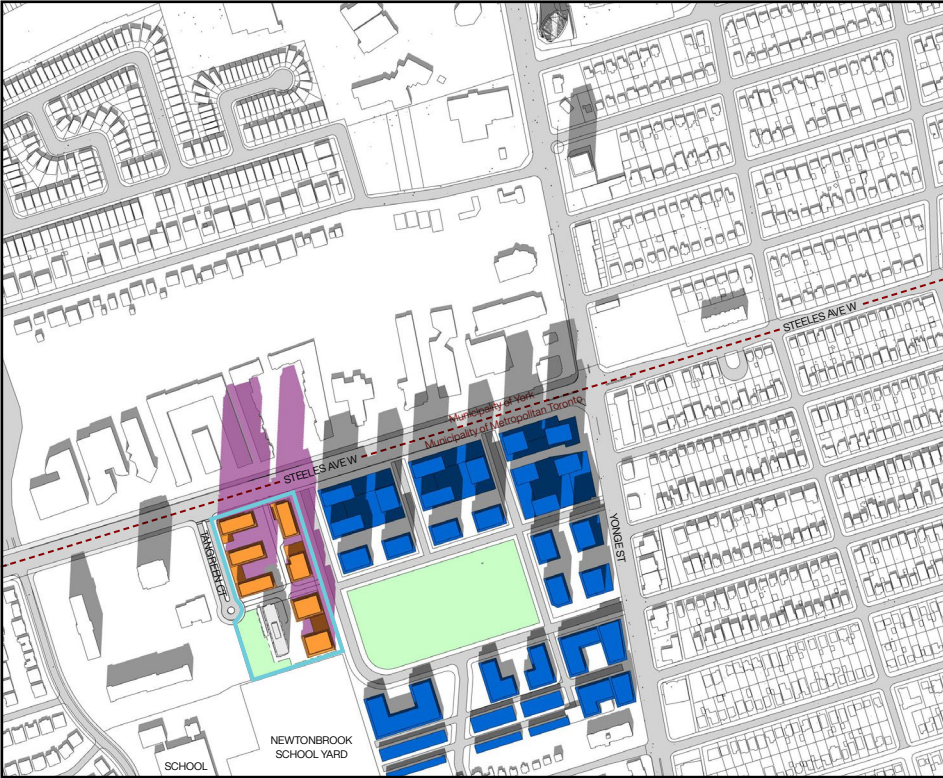 STEELES AVE W
Municipality of York
Municipality of Metropolitan Toronto
STEELES AVE W
TANGREEN CT
YONGE ST
NEWTONBROOK
SCHOOL YARD
SCHOOL